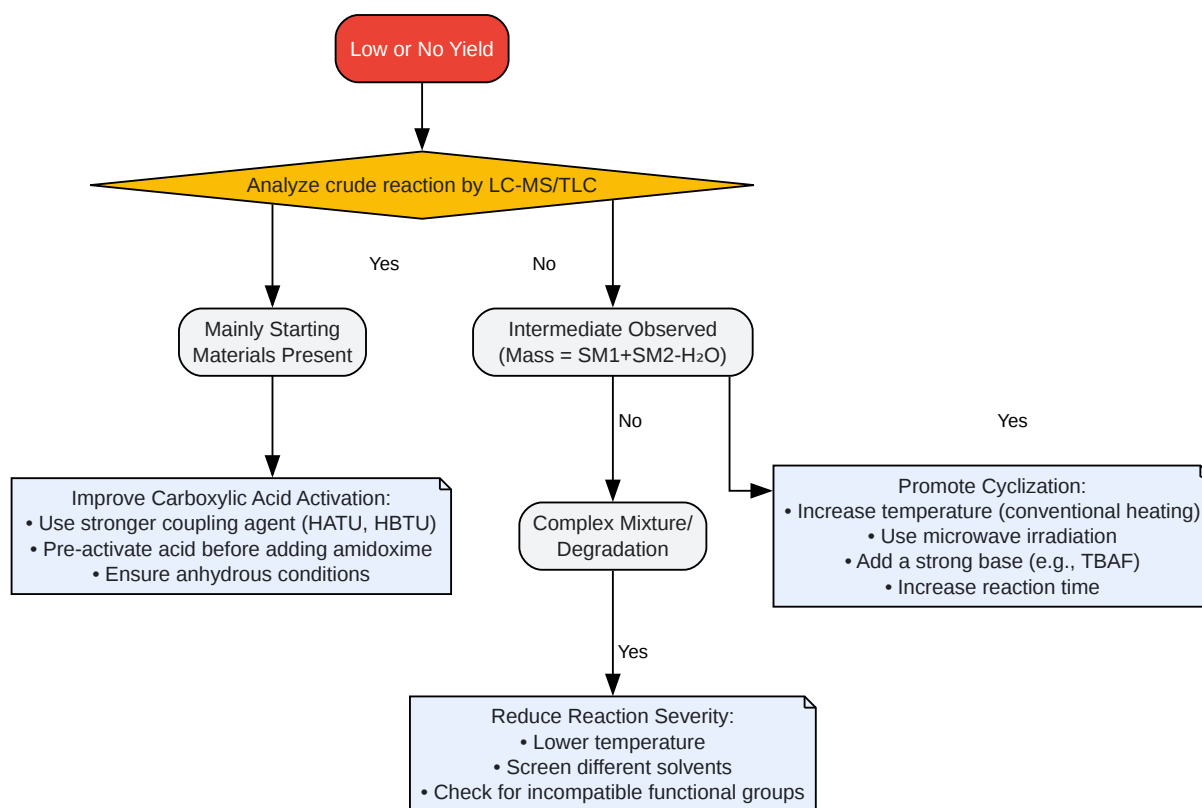 Low or No Yield
Analyze crude reaction by LC-MS/TLC
Yes
No
Mainly Starting
Materials Present
Intermediate Observed
(Mass = SM1+SM2-H₂O)
No
Yes
Improve Carboxylic Acid Activation:
• Use stronger coupling agent (HATU, HBTU)
• Pre-activate acid before adding amidoxime
• Ensure anhydrous conditions
Complex Mixture/
Degradation
Promote Cyclization:
• Increase temperature (conventional heating)
• Use microwave irradiation
• Add a strong base (e.g., TBAF)
• Increase reaction time
Yes
Reduce Reaction Severity:
• Lower temperature
• Screen different solvents
• Check for incompatible functional groups